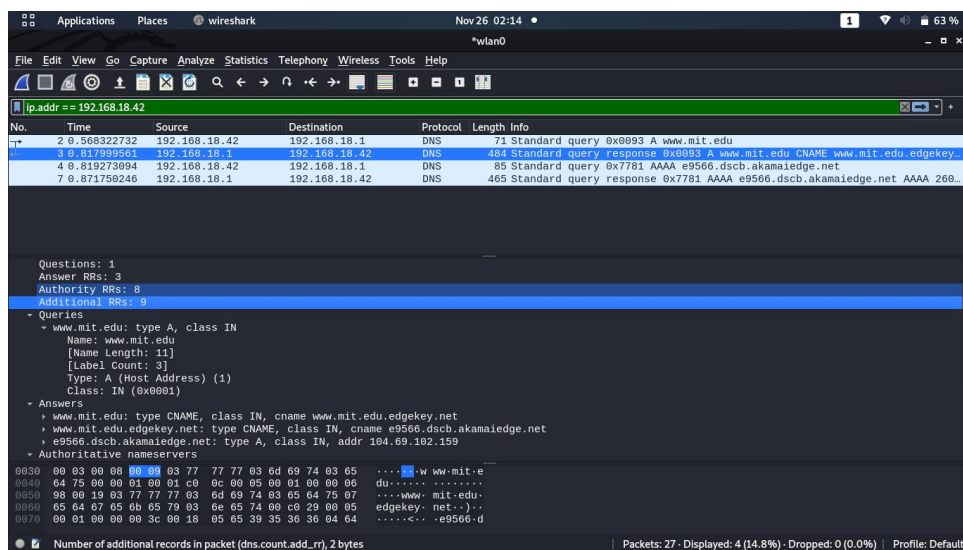 Applications Places wireshark Nov 26 02:14 1 63 %
*wlan0
File Edit View Go Capture Analyze Statistics Telephony Wireless Tools Help
ip.addr == 192.168.18.42
No. Time Source Destination Protocol Length Info
2 0.568322732 192.168.18.42 192.168.18.1 DNS 71 Standard query 0x0093 A www.mit.edu
3 0.817999561 192.168.18.1 192.168.18.42 DNS 484 Standard query response 0x0093 A www.mit.edu CNAME www.mit.edu.edgekey…
4 0.819273094 192.168.18.42 192.168.18.1 DNS 85 Standard query 0x7781 AAAA e9566.dscb.akamaiedge.net
7 0.871750246 192.168.18.1 192.168.18.42 DNS 465 Standard query response 0x7781 AAAA e9566.dscb.akamaiedge.net AAAA 260…
Questions: 1
Answer RRs: 3
Authority RRs: 8
Additional RRs: 9
Queries
www.mit.edu: type A, class IN
Name: www.mit.edu
[Name Length: 11]
[Label Count: 3]
Type: A (Host Address) (1)
Class: IN (0x0001)
Answers
www.mit.edu: type CNAME, class IN, cname www.mit.edu.edgekey.net
www.mit.edu.edgekey.net: type CNAME, class IN, cname e9566.dscb.akamaiedge.net
e9566.dscb.akamaiedge.net: type A, class IN, addr 104.69.102.159
Authoritative nameservers
0030 00 03 00 08 00 09 03 77 77 77 03 6d 69 74 03 65 ·······w ww·mit·e
0040 64 75 00 00 01 00 01 c0 0c 00 05 00 01 00 00 06 du······ ········
0050 98 00 19 03 77 77 77 03 6d 69 74 03 65 64 75 07 ····www· mit·edu·
0060 65 64 67 65 6b 65 79 03 6e 65 74 00 c0 29 00 05 edgekey· net··)··
0070 00 01 00 00 00 3c 00 18 05 65 39 35 36 36 04 64 ·····<·· ·e9566·d
Number of additional records in packet (dns.count.add_rr), 2 bytes Packets: 27 · Displayed: 4 (14.8%) · Dropped: 0 (0.0%) Profile: Default